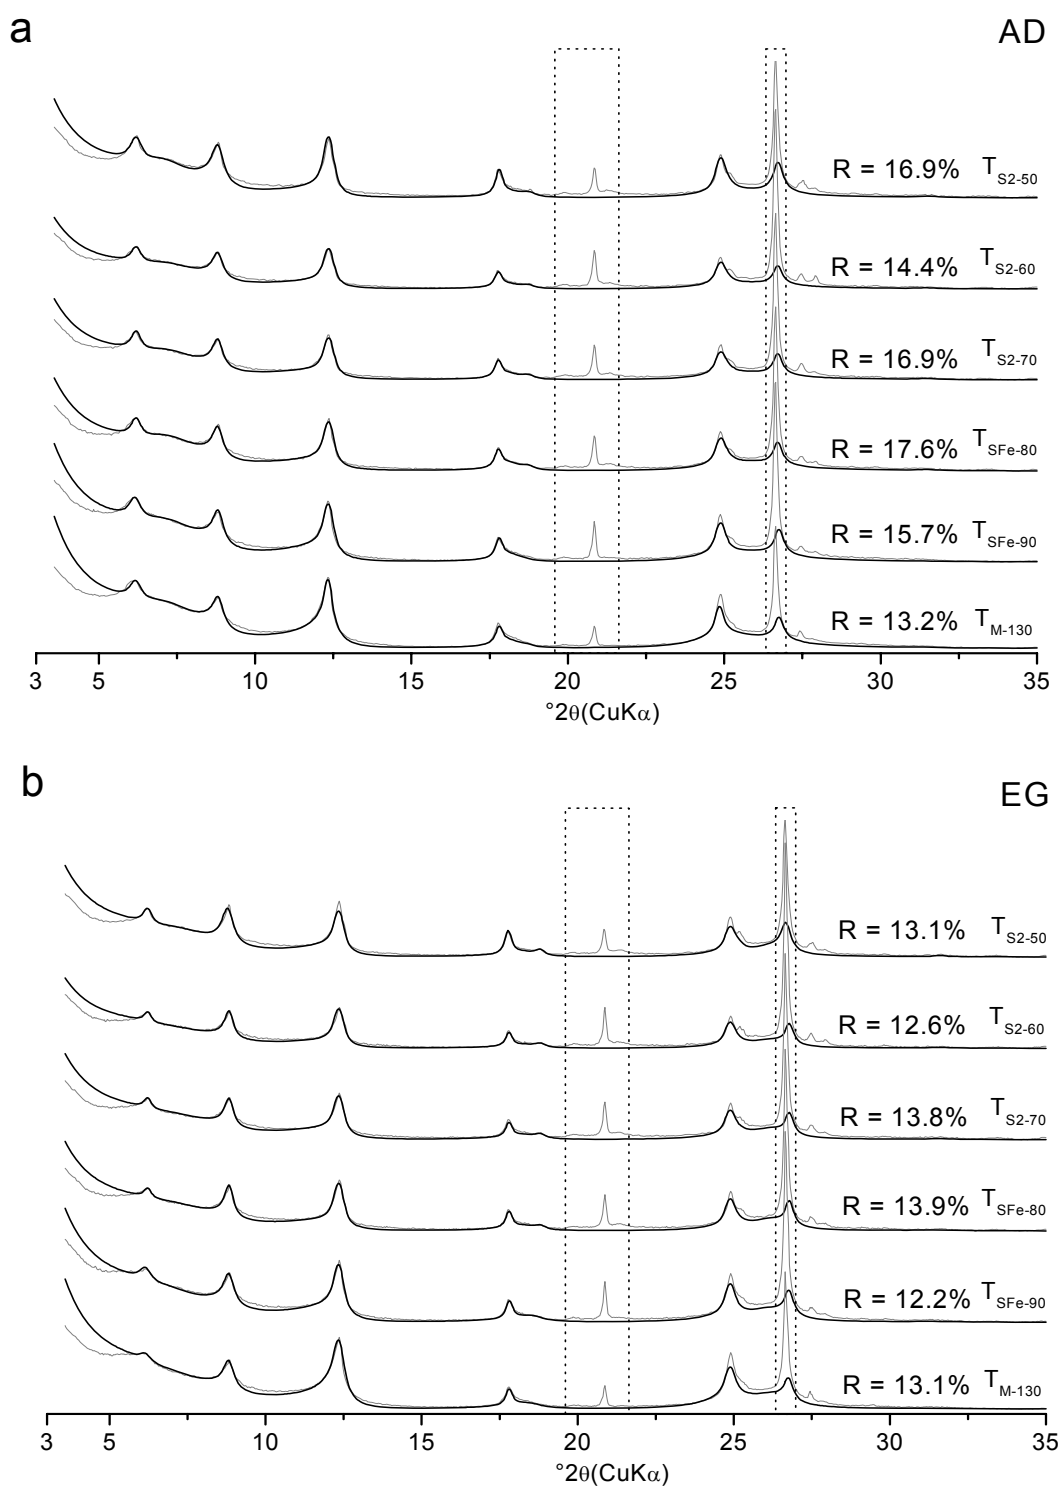 a
AD
R = 16.9% T S2-50
R = 14.4% T S2-60
R = 16.9% T S2-70
R = 17.6% T SFe-80
R = 15.7% T SFe-90
R = 13.2% T M-130
3 5 10 15 20 25 30 35
°2θ(CuKα)
b
EG
R = 13.1% T S2-50
R = 12.6% T S2-60
R = 13.8% T S2-70
R = 13.9% T SFe-80
R = 12.2% T SFe-90
R = 13.1% T M-130
3 5 10 15 20 25 30 35
°2θ(CuKα)